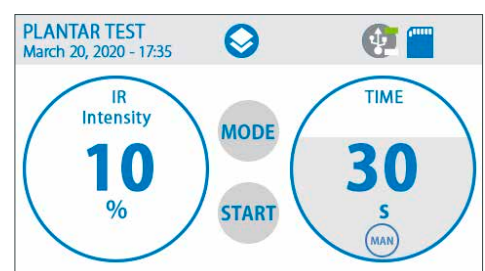 PLANTAR TEST
March 20, 2020 - 17:35
IR
Intensity
10
%
MODE
START
TIME
30
S
MAN